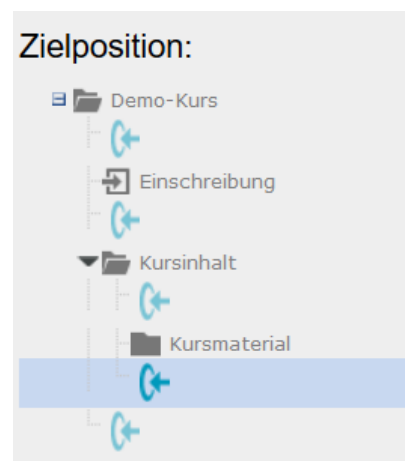 Zielposition:
Demo-Kurs
Einschreibung
Kursinhalt
Kursmaterial